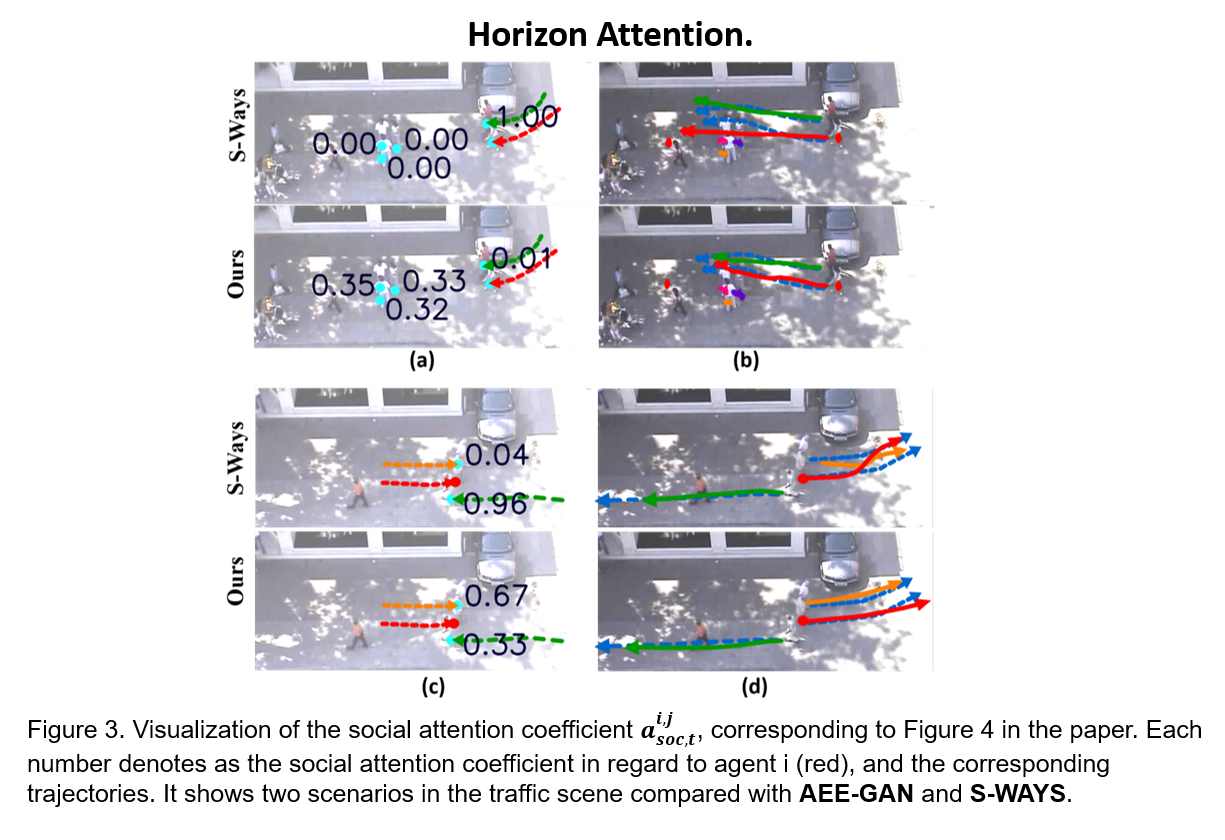 Horizon Attention.
S-Ways
1.00
0.00 0.00
0.00
Ours
0.01
0.35 0.33
0.32
(a) (b)
S-Ways
0.04
0.96
Ours
0.67
0.33
(c) (d)
Figure 3. Visualization of the social attention coefficient a^{i,j}_{soc,t}, corresponding to Figure 4 in the paper. Each
number denotes as the social attention coefficient in regard to agent i (red), and the corresponding
trajectories. It shows two scenarios in the traffic scene compared with AEE-GAN and S-WAYS.